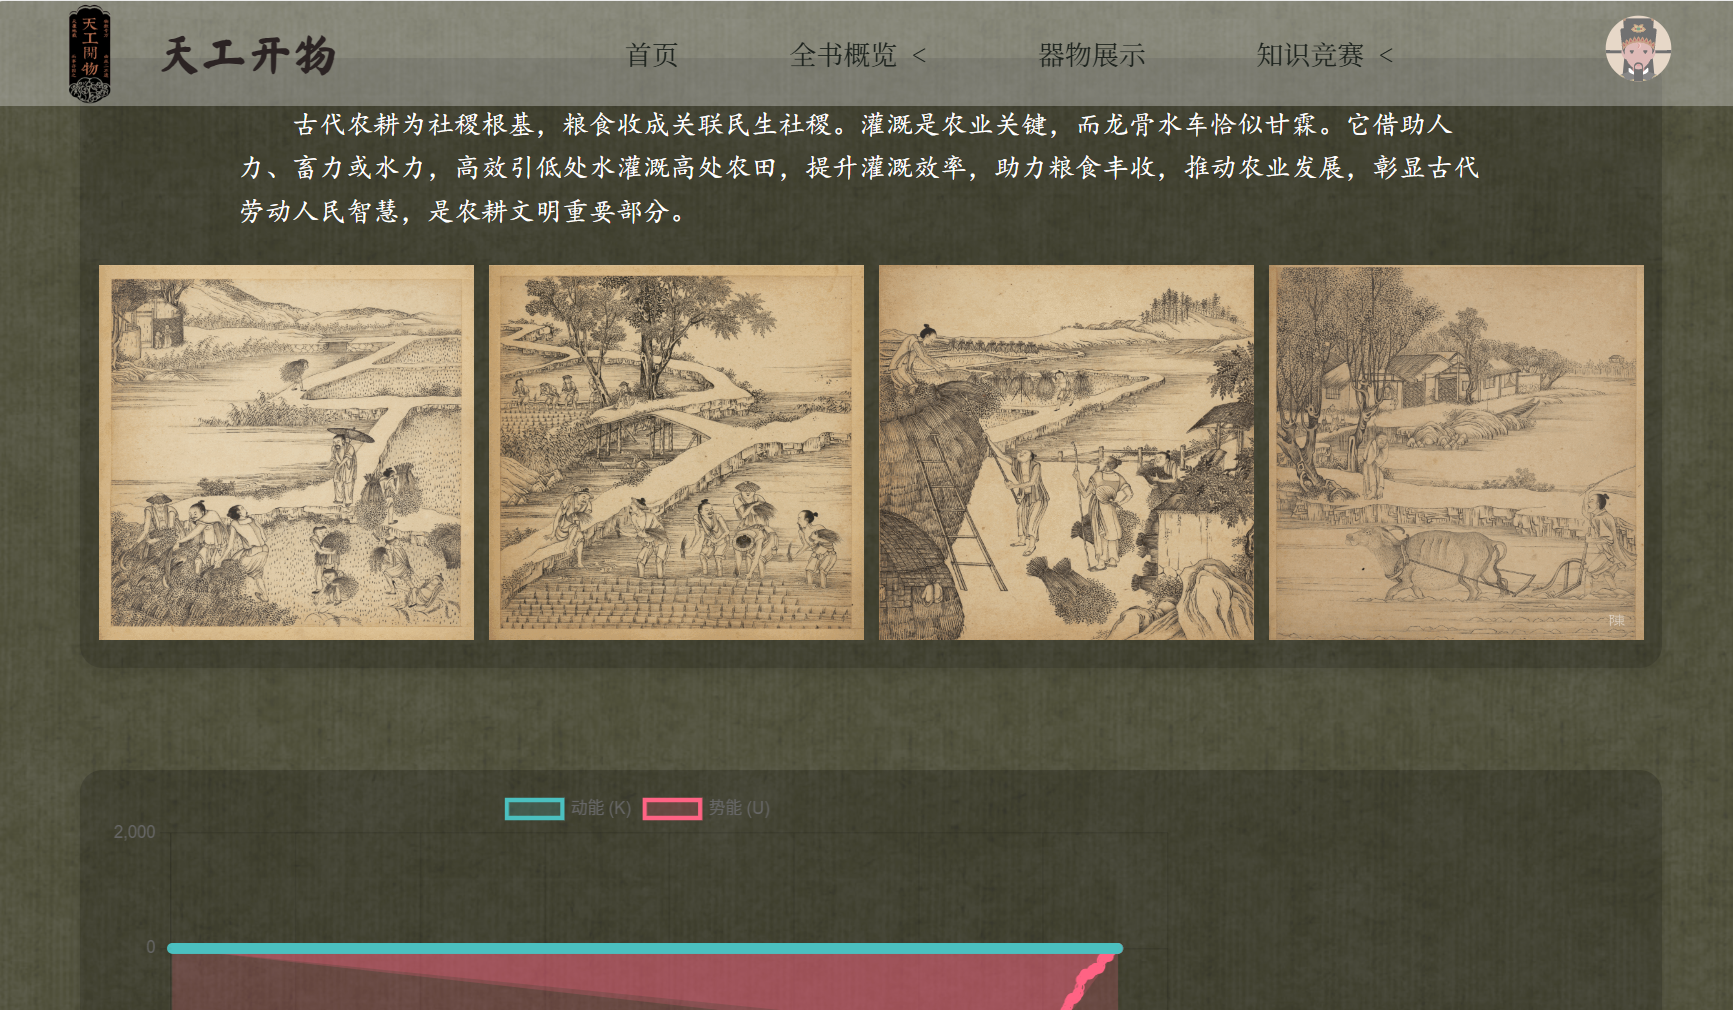 天工開物
天工开物
首页
全书概览 <
器物展示
知识竞赛 <
古代农耕为社稷根基，粮食收成关联民生社稷。灌溉是农业关键，而龙骨水车恰似甘霖。它借助人
力、畜力或水力，高效引低处水灌溉高处农田，提升灌溉效率，助力粮食丰收，推动农业发展，彰显古代
劳动人民智慧，是农耕文明重要部分。
陳
动能 (K)
势能 (U)
2,000
0